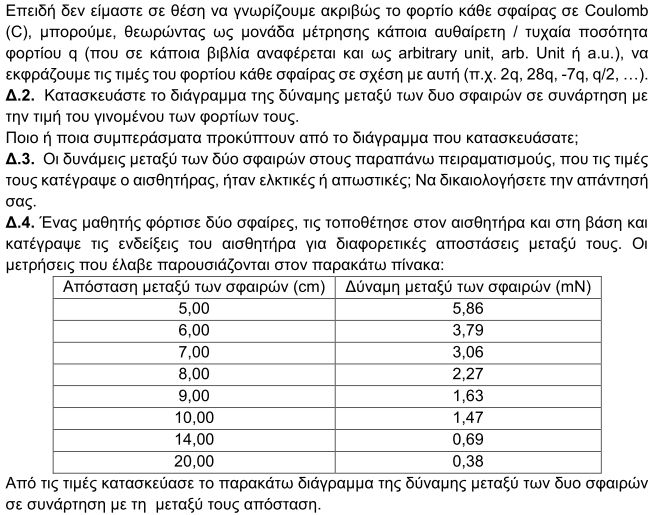 Επειδή δεν είμαστε σε θέση να γνωρίζουμε ακριβώς το φορτίο κάθε σφαίρας σε Coulomb
(C), μπορούμε, θεωρώντας ως μονάδα μέτρησης κάποια αυθαίρετη / τυχαία ποσότητα
φορτίου q (που σε κάποια βιβλία αναφέρεται και ως arbitrary unit, arb. Unit ή a.u.), να
εκφράζουμε τις τιμές του φορτίου κάθε σφαίρας σε σχέση με αυτή (π.χ. 2q, 28q, -7q, q/2, …).
Δ.2. Κατασκευάστε το διάγραμμα της δύναμης μεταξύ των δυο σφαιρών σε συνάρτηση με
την τιμή του γινομένου των φορτίων τους.
Ποιο ή ποια συμπεράσματα προκύπτουν από το διάγραμμα που κατασκευάσατε;
Δ.3. Οι δυνάμεις μεταξύ των δύο σφαιρών στους παραπάνω πειραματισμούς, που τις τιμές
τους κατέγραψε ο αισθητήρας, ήταν ελκτικές ή απωστικές; Να δικαιολογήσετε την απάντησή
σας.
Δ.4. Ένας μαθητής φόρτισε δύο σφαίρες, τις τοποθέτησε στον αισθητήρα και στη βάση και
κατέγραψε τις ενδείξεις του αισθητήρα για διαφορετικές αποστάσεις μεταξύ τους. Οι
μετρήσεις που έλαβε παρουσιάζονται στον παρακάτω πίνακα:
Απόσταση μεταξύ των σφαιρών (cm) Δύναμη μεταξύ των σφαιρών (mN)
5,00 5,86
6,00 3,79
7,00 3,06
8,00 2,27
9,00 1,63
10,00 1,47
14,00 0,69
20,00 0,38
Από τις τιμές κατασκεύασε το παρακάτω διάγραμμα της δύναμης μεταξύ των δυο σφαιρών
σε συνάρτηση με τη μεταξύ τους απόσταση.